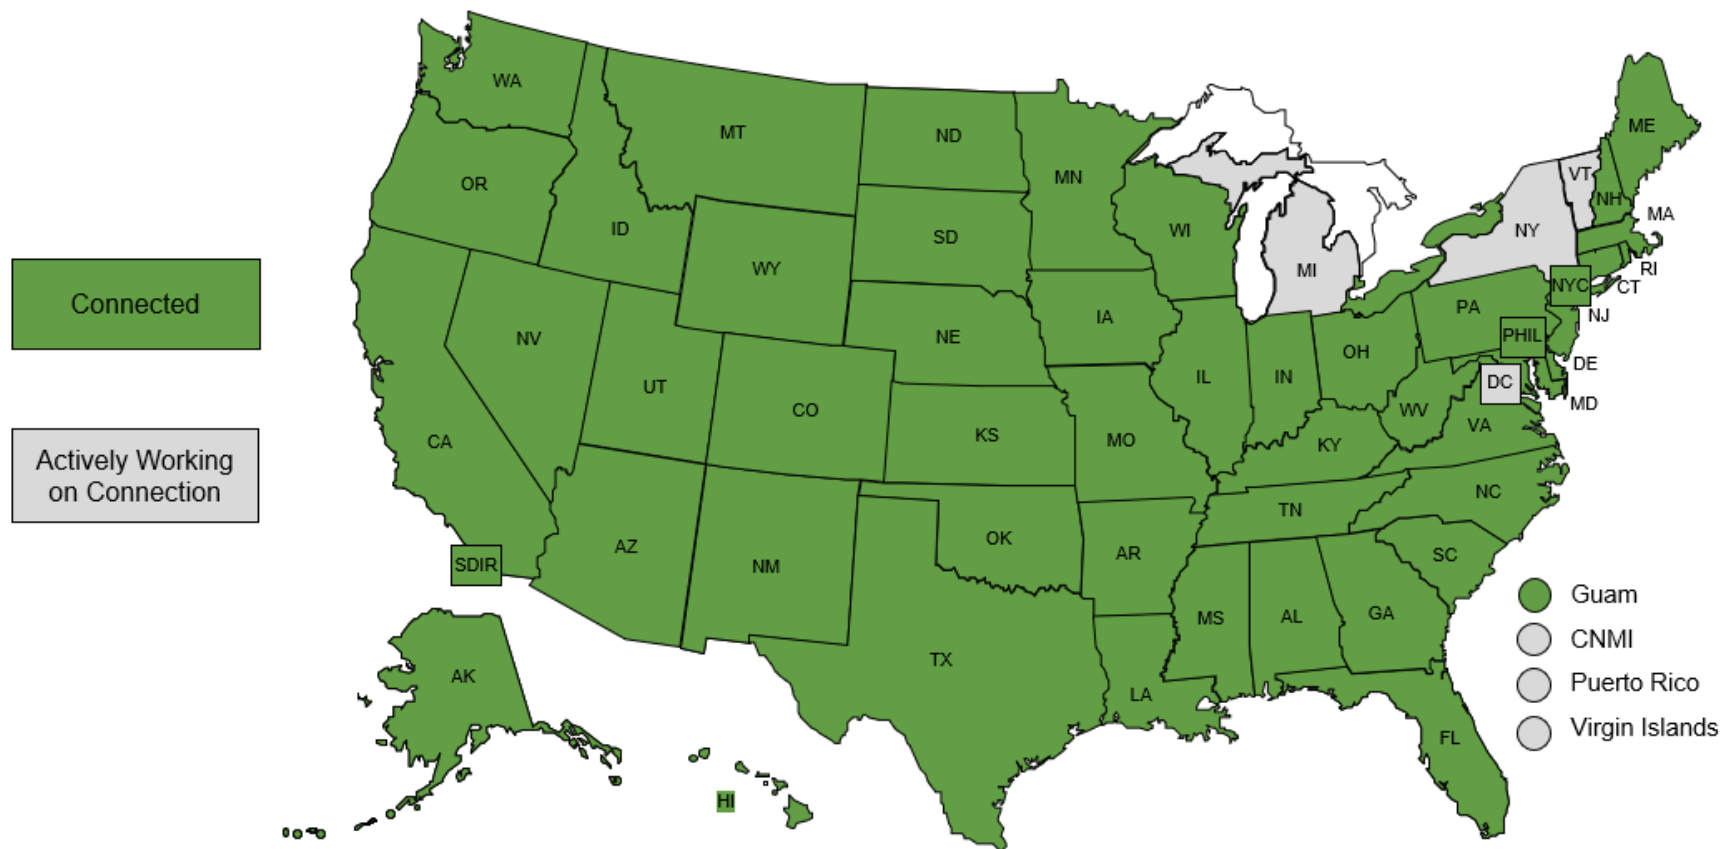 Connected
Actively Working
on Connection
WA
MT
ND
MN
ME
VT
NH
OR
ID
SD
WI
NY
MA
WY
MI
RI
NYC
CT
NV
NE
IA
PA
NJ
PHIL
UT
CO
IL
IN
OH
DE
DC
MD
CA
KS
MO
WV
VA
KY
NC
TN
AZ
NM
OK
AR
SC
SDIR
MS
AL
GA
AK
TX
LA
FL
HI
Guam
CNMI
Puerto Rico
Virgin Islands